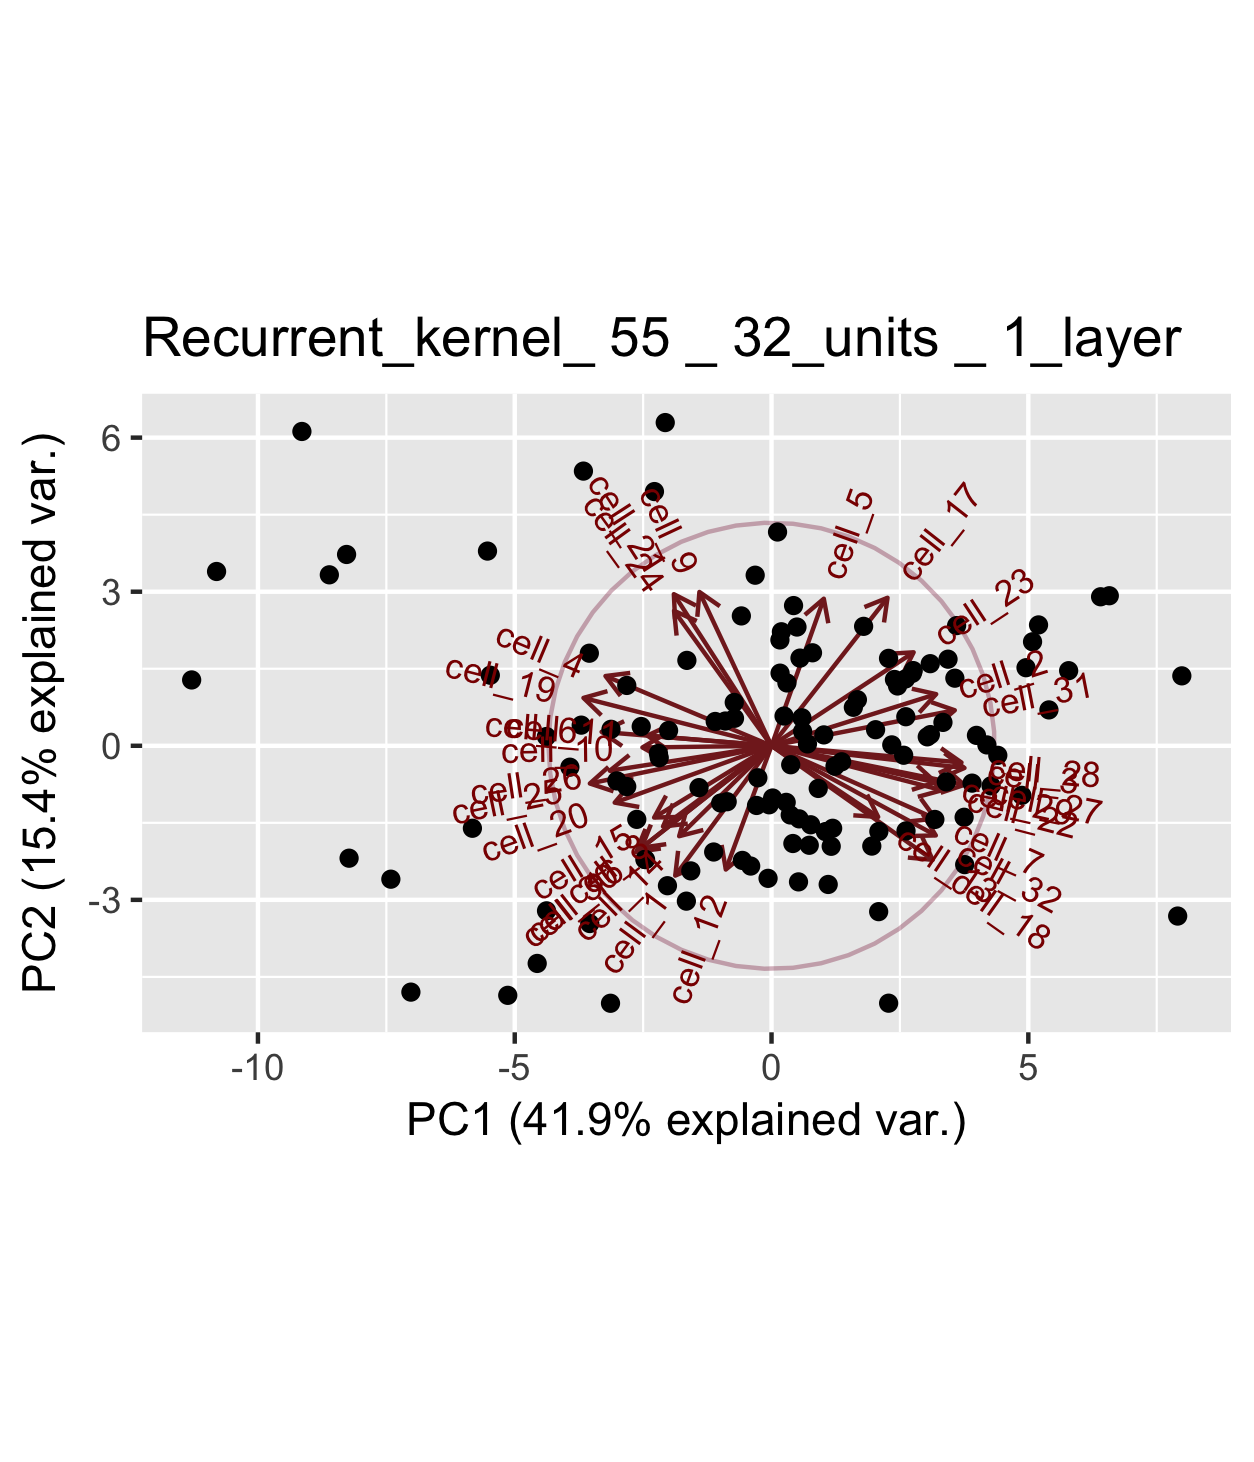 Recurrent_kernel_ 55 _ 32_units _ 1_layer
PC2 (15.4% explained var.)
6
3
0
-3
cell_9
cell_5
cell_17
cell_23
cell_2
cell_31
cell_4
cell_19
cell_10
cell_25
cell_20
cell_1
cell_12
cell_28
cell_22
cell_7
cell_32
cell_18
-10
-5
0
5
PC1 (41.9% explained var.)